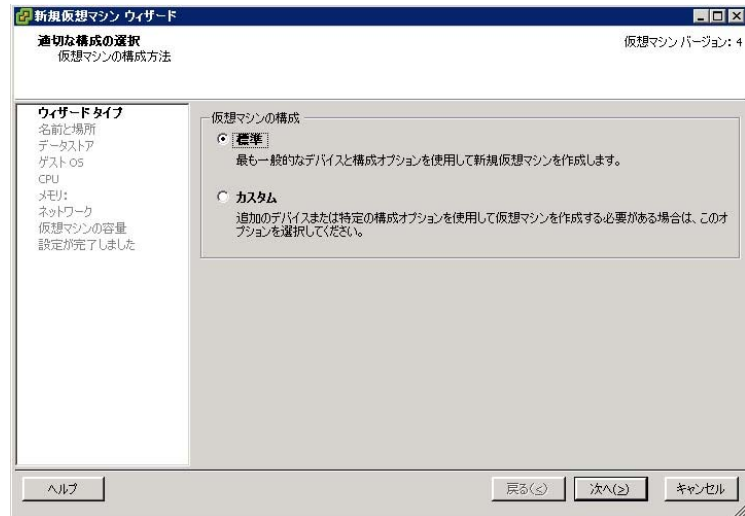 新規仮想マシン ウィザード
適切な構成の選択
仮想マシンの構成方法
仮想マシン バージョン: 4
ウィザード タイプ
名前と場所
データストア
ゲスト OS
CPU
メモリ:
ネットワーク
仮想マシンの容量
設定が完了しました
仮想マシンの構成
標準
最も一般的なデバイスと構成オプションを使用して新規仮想マシンを作成します。
カスタム
追加のデバイスまたは特定の構成オプションを使用して仮想マシンを作成する必要がある場合は、このオ
プションを選択してください。
ヘルプ
戻る(<)
次へ(>)
キャンセル